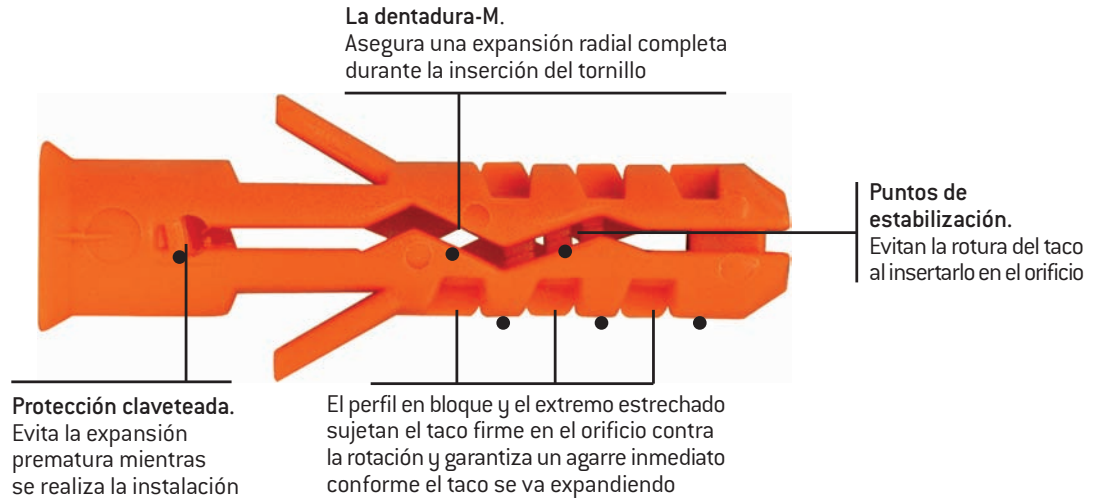 La dentadura-M.
Asegura una expansión radial completa
durante la inserción del tornillo
Puntos de
estabilización.
Evitan la rotura del taco
al insertarlo en el orificio
Protección claveteada.
Evita la expansión
prematura mientras
se realiza la instalación
El perfil en bloque y el extremo estrechado
sujetan el taco firme en el orificio contra
la rotación y garantiza un agarre inmediato
conforme el taco se va expandiendo